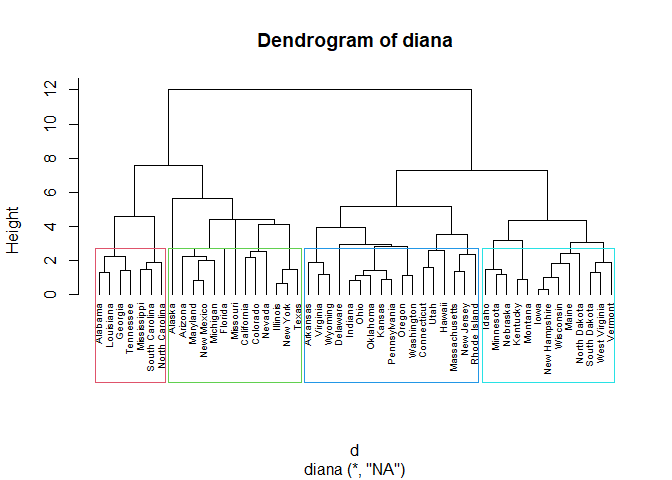 Dendrogram of diana
Height
12
10
8
6
4
2
0
Alabama
Louisiana
Georgia
Tennessee
Mississippi
South Carolina
North Carolina
Alaska
Arizona
Maryland
New Mexico
Michigan
Florida
Missouri
California
Colorado
Nevada
Illinois
New York
Texas
Arkansas
Virginia
Wyoming
Delaware
Indiana
Ohio
Oklahoma
Kansas
Pennsylvania
Oregon
Washington
Connecticut
Utah
Hawaii
Massachusetts
New Jersey
Rhode Island
Idaho
Minnesota
Nebraska
Kentucky
Montana
Iowa
New Hampshire
Wisconsin
Maine
North Dakota
South Dakota
West Virginia
Vermont
d
diana (*, "NA")